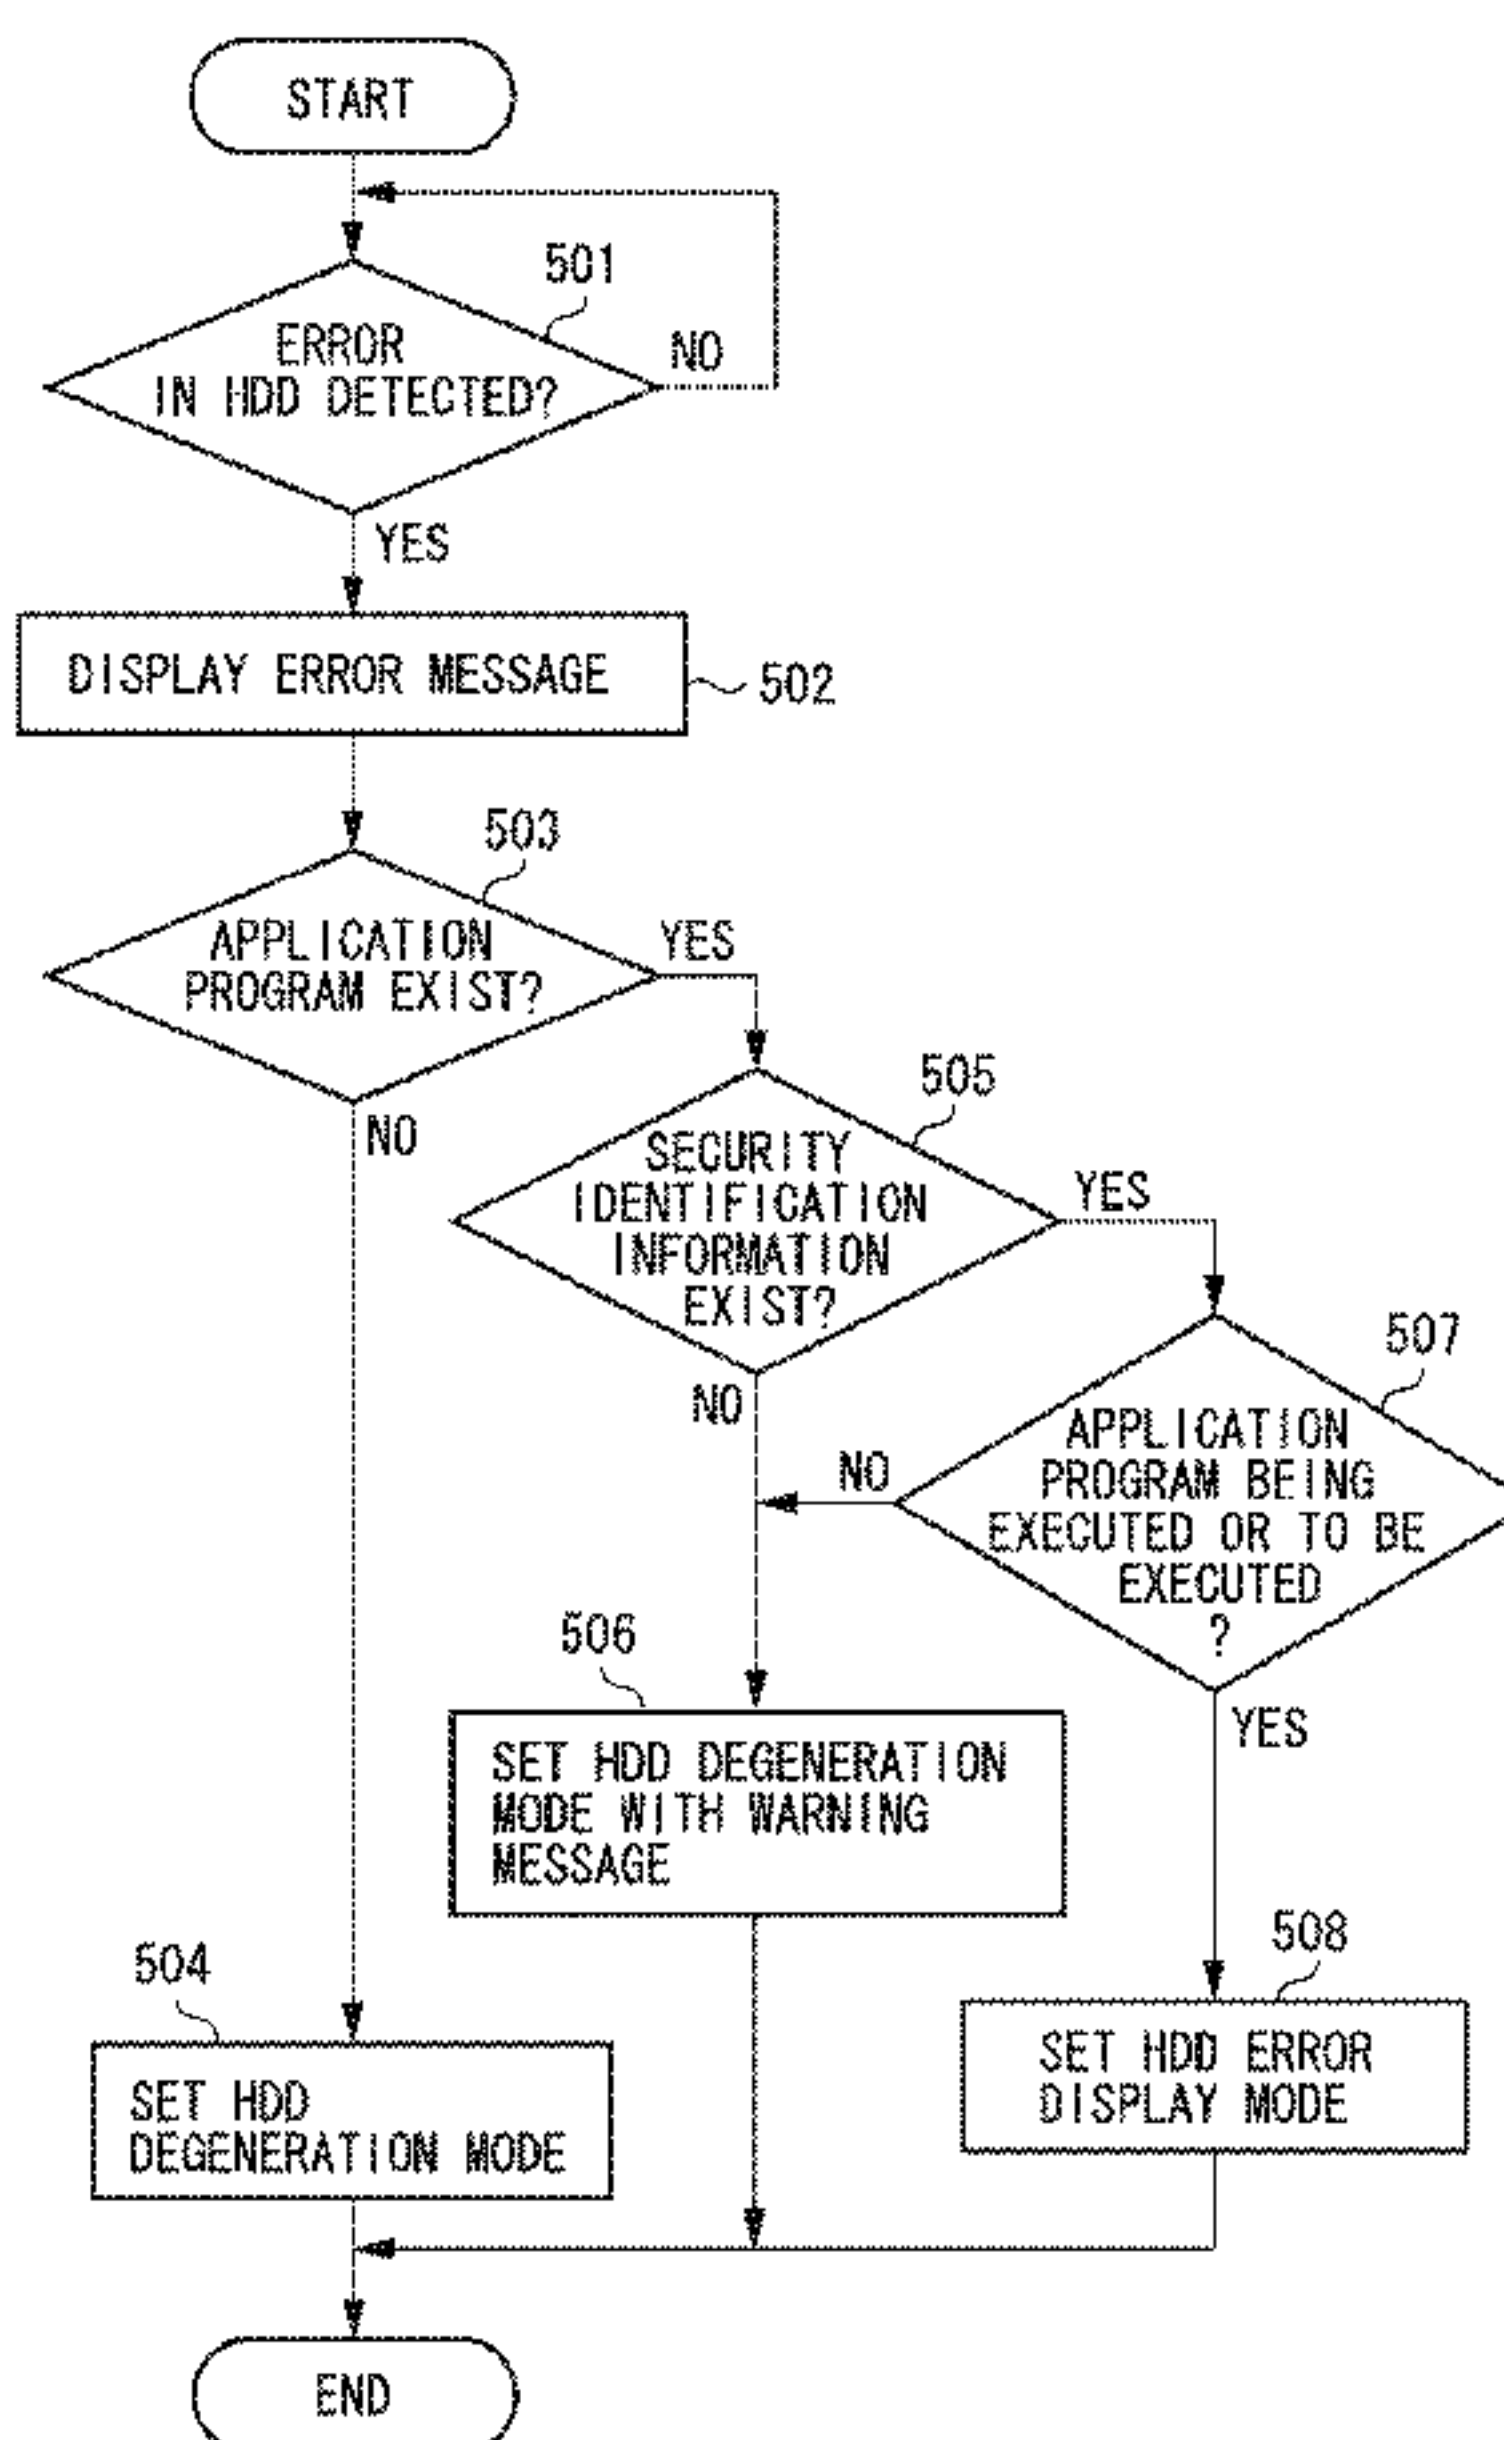 START
501
ERROR
IN HDD DETECTED?
NO
YES
DISPLAY ERROR MESSAGE
502
503
APPLICATION
PROGRAM EXIST?
YES
NO
505
SECURITY
IDENTIFICATION
INFORMATION
EXIST?
YES
NO
507
APPLICATION
PROGRAM BEING
EXECUTED OR TO BE
EXECUTED
?
NO
YES
506
SET HDD DEGENERATION
MODE WITH WARNING
MESSAGE
508
SET HDD ERROR
DISPLAY MODE
504
SET HDD
DEGENERATION MODE
END